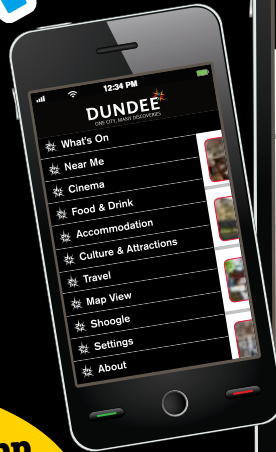 12:34 PM
DUNDEE
ONE CITY, MANY DISCOVERIES
What's On
Near Me
Cinema
Food & Drink
Accommodation
Culture & Attractions
Travel
Map View
Shoogle
Settings
About